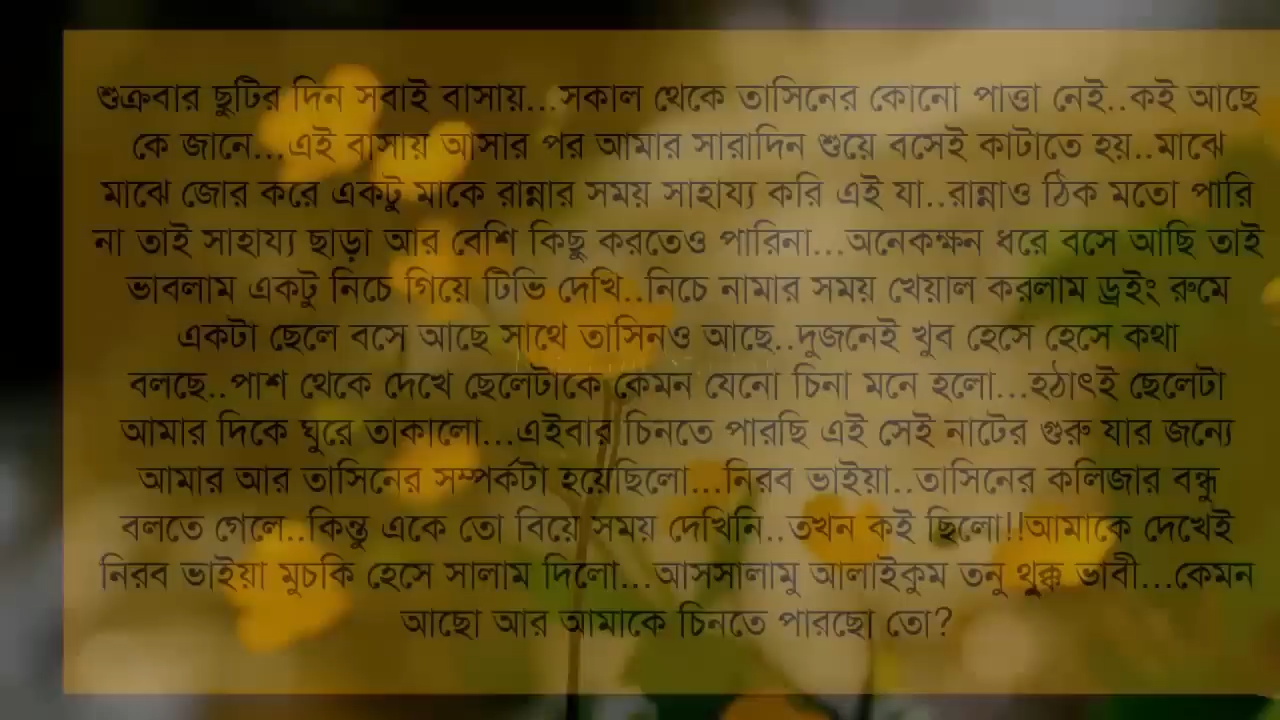 শুক্রবার ছুটির দিন সবাই বাসায়...সকাল থেকে তাসিনের কোনো পাত্তা নেই..কই আছে
কে জানে...এই বাসায় আসার পর আমার সারাদিন শুয়ে বসেই কাটাতে হয়..মাঝে
মাঝে জোর করে একটু মাকে রান্নার সময় সাহায্য করি এই যা..রান্নাও ঠিক মতো পারি
না তাই সাহায্য ছাড়া আর বেশি কিছু করতেও পারিনা...অনেকক্ষন ধরে বসে আছি তাই
ভাবলাম একটু নিচে গিয়ে টিভি দেখি..নিচে নামার সময় খেয়াল করলাম ড্রইং রুমে
একটা ছেলে বসে আছে সাথে তাসিনও আছে..দুজনেই খুব হেসে হেসে কথা
বলছে..পাশ থেকে দেখে ছেলেটাকে কেমন যেনো চিনা মনে হলো...হঠাৎই ছেলেটা
আমার দিকে ঘুরে তাকালো...এইবার চিনতে পারছি এই সেই নাটের গুরু যার জন্যে
আমার আর তাসিনের সম্পর্কটা হয়েছিলো...নিরব ভাইয়া..তাসিনের কলিজার বন্ধু
বলতে গেলে..কিন্তু একে তো বিয়ে সময় দেখিনি..তখন কই ছিলো!!আমাকে দেখেই
নিরব ভাইয়া মুচকি হেসে সালাম দিলো...আসসালামু আলাইকুম তনু থুক্কু ভাবী...কেমন
আছো আর আমাকে চিনতে পারছো তো?